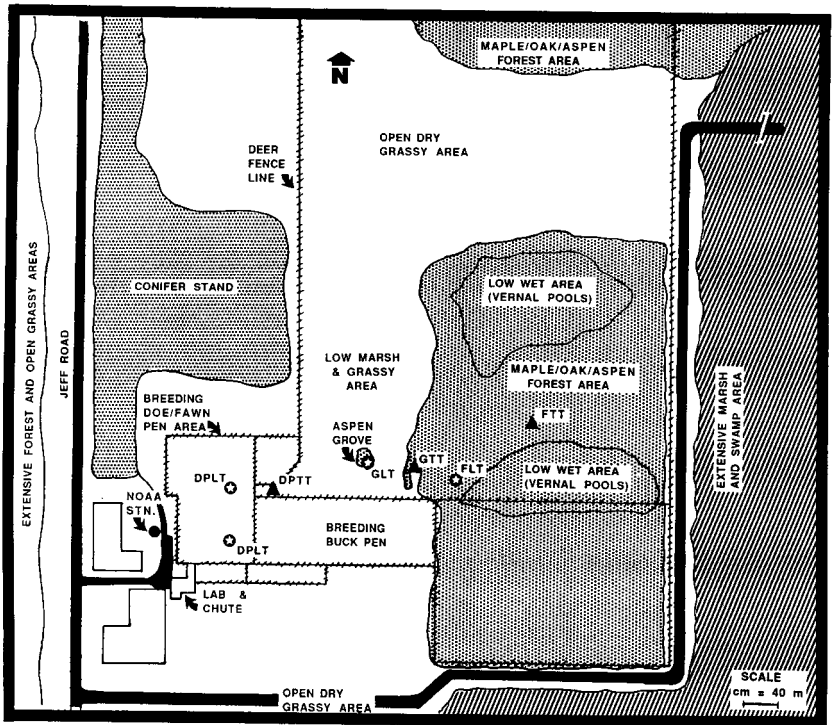 MAPLE/OAK/ASPEN
FOREST AREA
N
OPEN DRY
GRASSY AREA
DEER
FENCE
LINE
EXTENSIVE FOREST AND OPEN GRASSY AREAS
JEFF ROAD
CONIFER STAND
LOW WET AREA
(VERNAL POOLS)
LOW MARSH
& GRASSY
AREA
MAPLE/OAK/ASPEN
FOREST AREA
EXTENSIVE MARSH
AND SWAMP AREA
BREEDING
DOE/FAWN
PEN AREA
ASPEN
GROVE
FTT
GTT
GLT
FLT
LOW WET AREA
(VERNAL POOLS)
DPLT
DPTT
NOAA
STN.
BREEDING
BUCK PEN
DPLT
LAB &
CHUTE
OPEN DRY
GRASSY AREA
SCALE
cm = 40 m